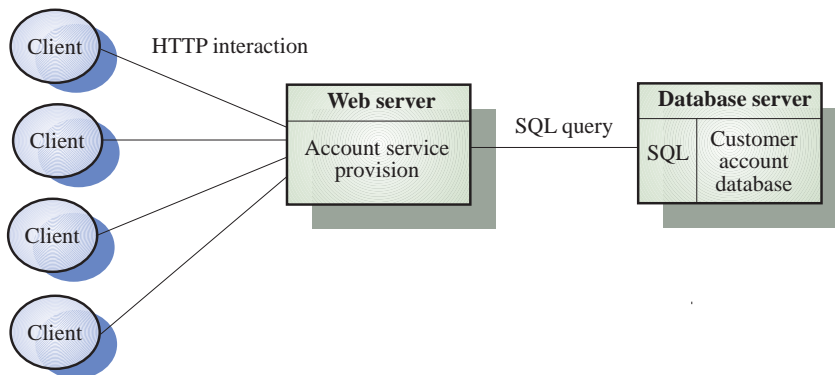 Client
HTTP interaction
Client
Client
Client
Web server
Account service
provision
SQL query
Database server
SQL
Customer
account
database